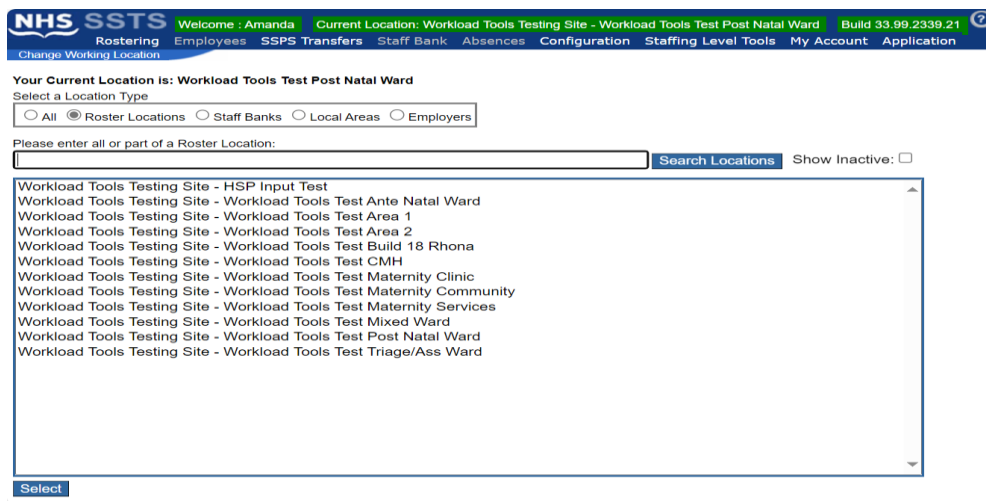 NHS SSTS Welcome : Amanda Current Location: Workload Tools Testing Site - Workload Tools Test Post Natal Ward Build 33.99.2339.21 ?
Rostering Employees SSPS Transfers Staff Bank Absences Configuration Staffing Level Tools My Account Application
Change Working Location
Your Current Location is: Workload Tools Test Post Natal Ward
Select a Location Type
All Roster Locations Staff Banks Local Areas Employers
Please enter all or part of a Roster Location:
Search Locations Show Inactive:
Workload Tools Testing Site - HSP Input Test
Workload Tools Testing Site - Workload Tools Test Ante Natal Ward
Workload Tools Testing Site - Workload Tools Test Area 1
Workload Tools Testing Site - Workload Tools Test Area 2
Workload Tools Testing Site - Workload Tools Test Build 18 Rhona
Workload Tools Testing Site - Workload Tools Test CMH
Workload Tools Testing Site - Workload Tools Test Maternity Clinic
Workload Tools Testing Site - Workload Tools Test Maternity Community
Workload Tools Testing Site - Workload Tools Test Maternity Services
Workload Tools Testing Site - Workload Tools Test Mixed Ward
Workload Tools Testing Site - Workload Tools Test Post Natal Ward
Workload Tools Testing Site - Workload Tools Test Triage/Ass Ward
Select